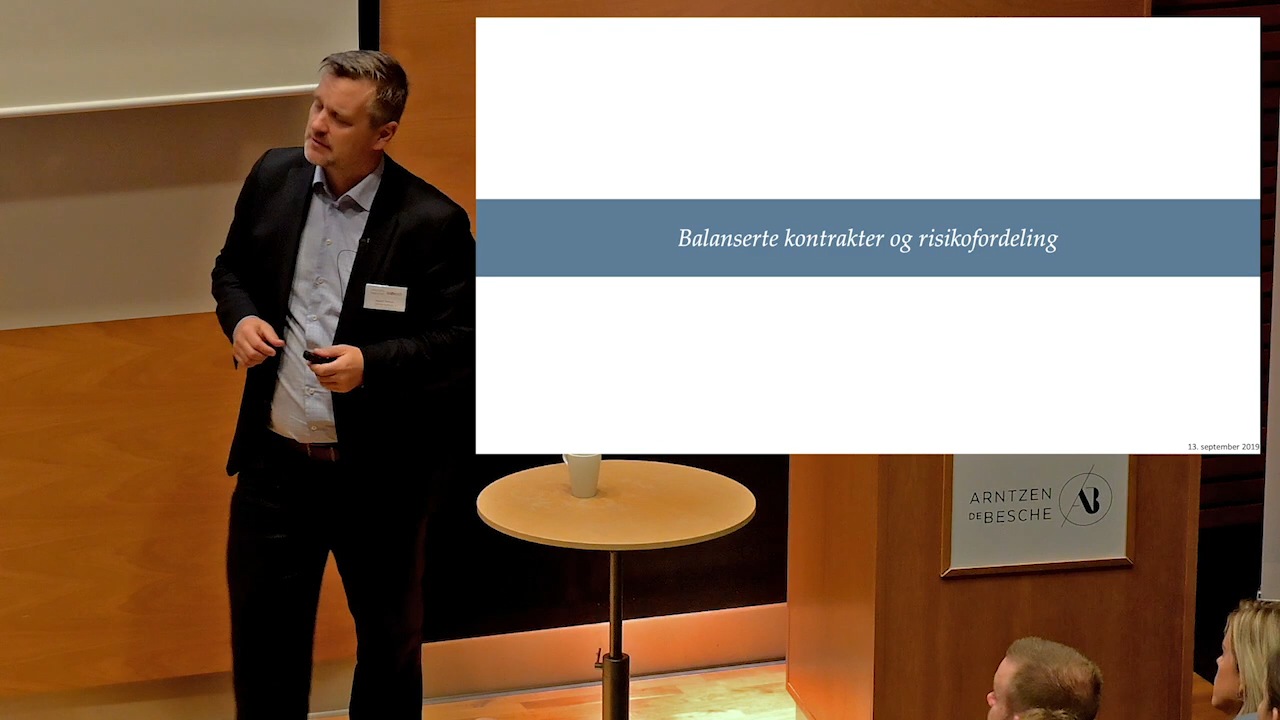 Balanserte kontrakter og risikofordeling
13. september 2019
ARNTZEN
DE BESCHE